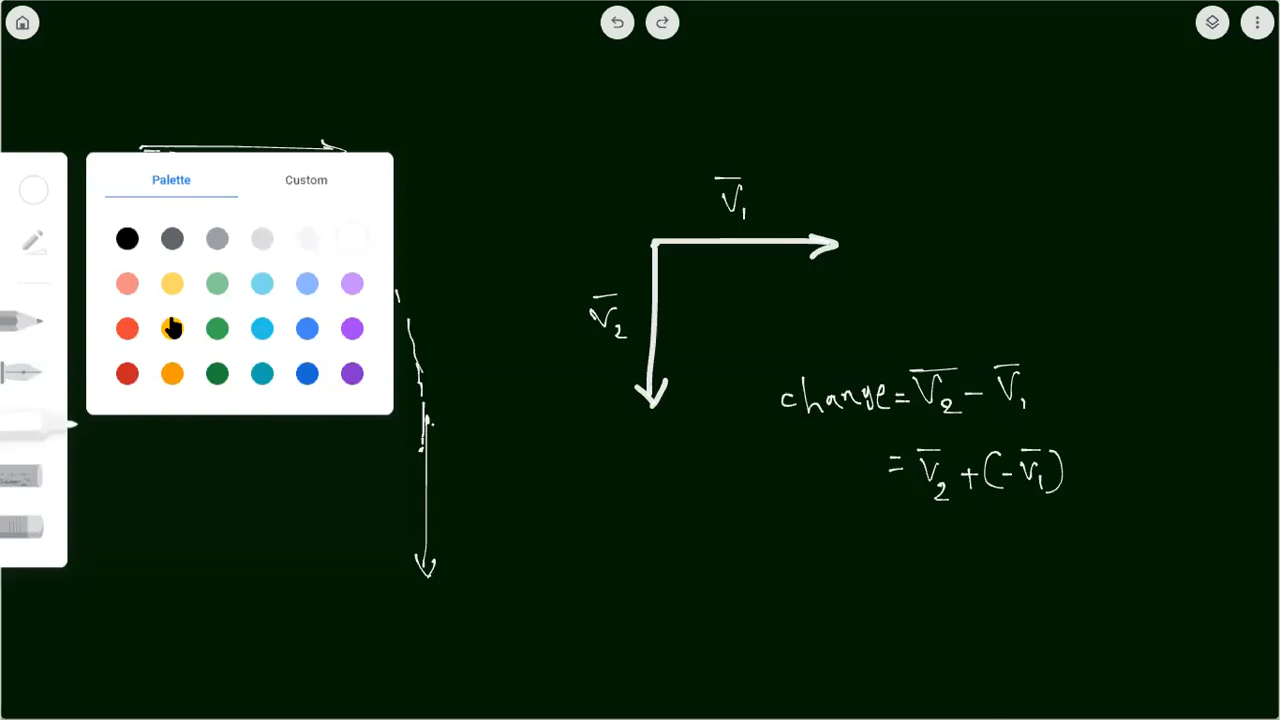 Palette Custom
V̅₁
V̅₂
change = V̅₂ - V̅₁
= V̅₂ + (-V̅₁)